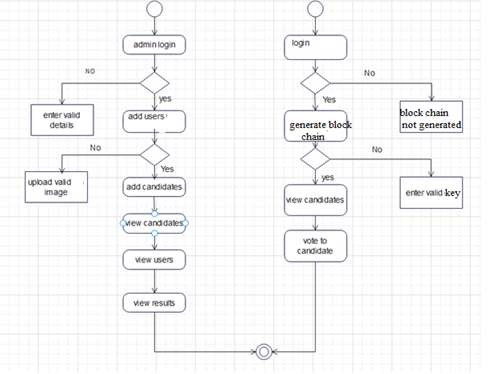 admin login
NO
yes
enter valid
details
add users
No
Yes
upload valid
image
add candidates
view candidates
view users
view results
login
No
Yes
block chain
not generated
generate block
chain
No
yes
enter valid key
view candidates
vote to
candidate